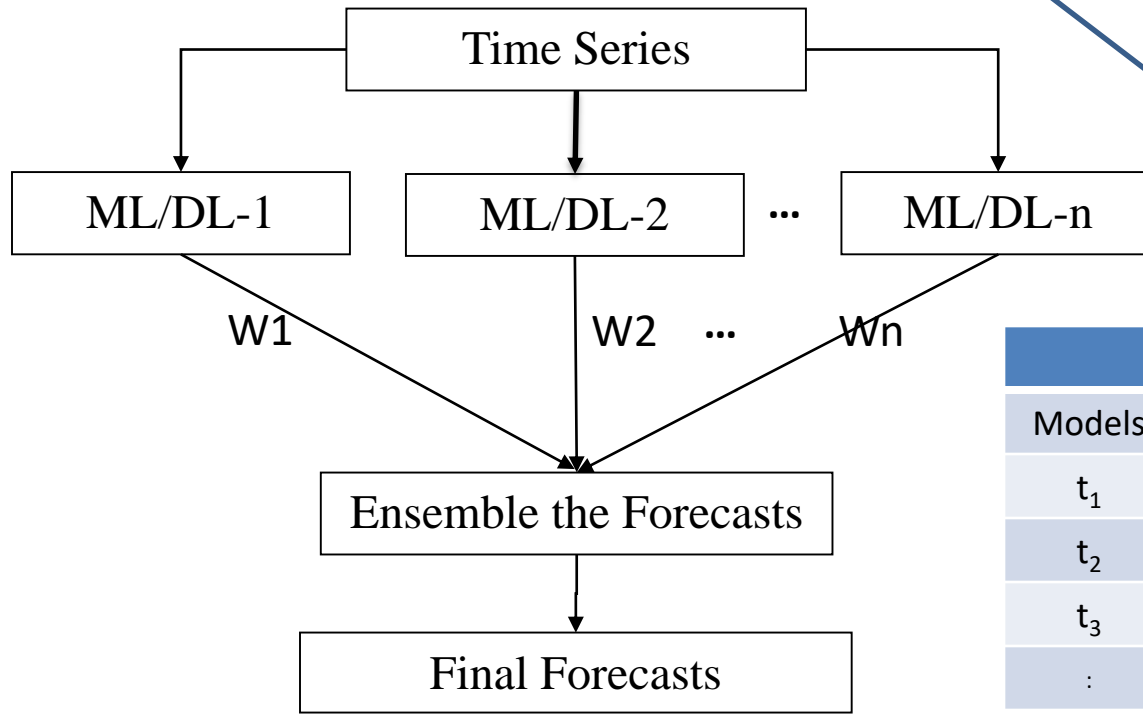 Time Series
ML/DL-1
ML/DL-2
...
ML/DL-n
W1
W2
...
Wn
Ensemble the Forecasts
Final Forecasts
Models
t₁
t₂
t₃
: